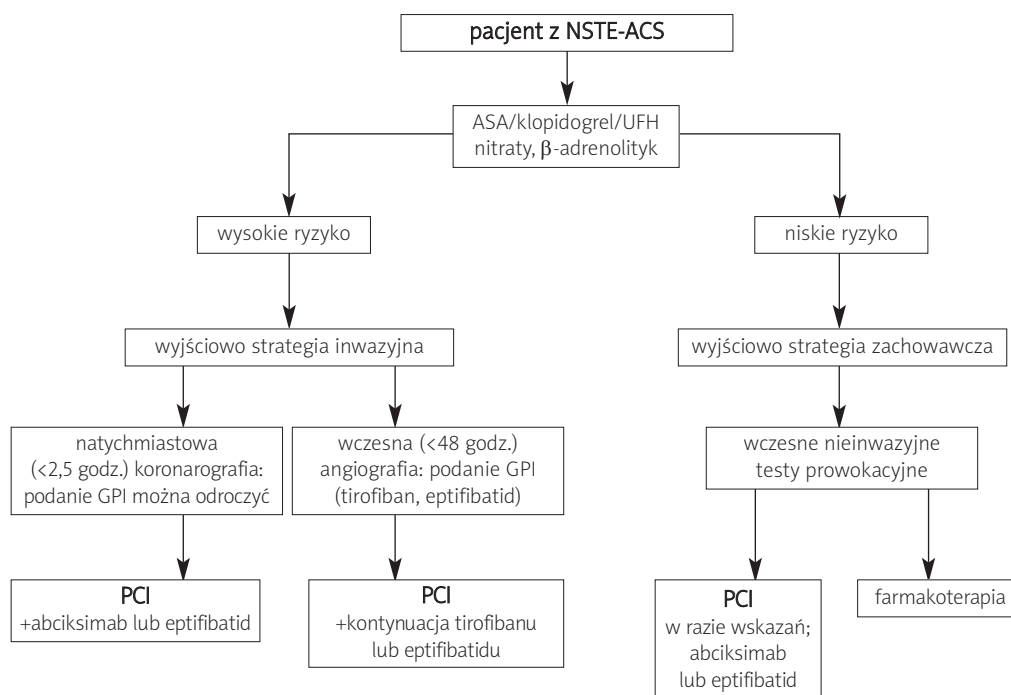 pacjent z NSTE-ACS
ASA/klopidogrel/UFH
nitraty, β-adrenolityk
wysokie ryzyko
niskie ryzyko
wyjściowo strategia inwazyjna
wyjściowo strategia zachowawcza
natychmiastowa
(<2,5 godz.) koronarografia:
podanie GPI można odroczyć
wczesna (<48 godz.)
angiografia: podanie GPI
(tirofiban, eptifibatid)
wczesne nieinwazyjne
testy prowokacyjne
PCI
+abciksimab lub eptifibatid
PCI
+kontynuacja tirofibanu
lub eptifibatidu
PCI
w razie wskazań;
abciksimab
lub eptifibatid
farmakoterapia